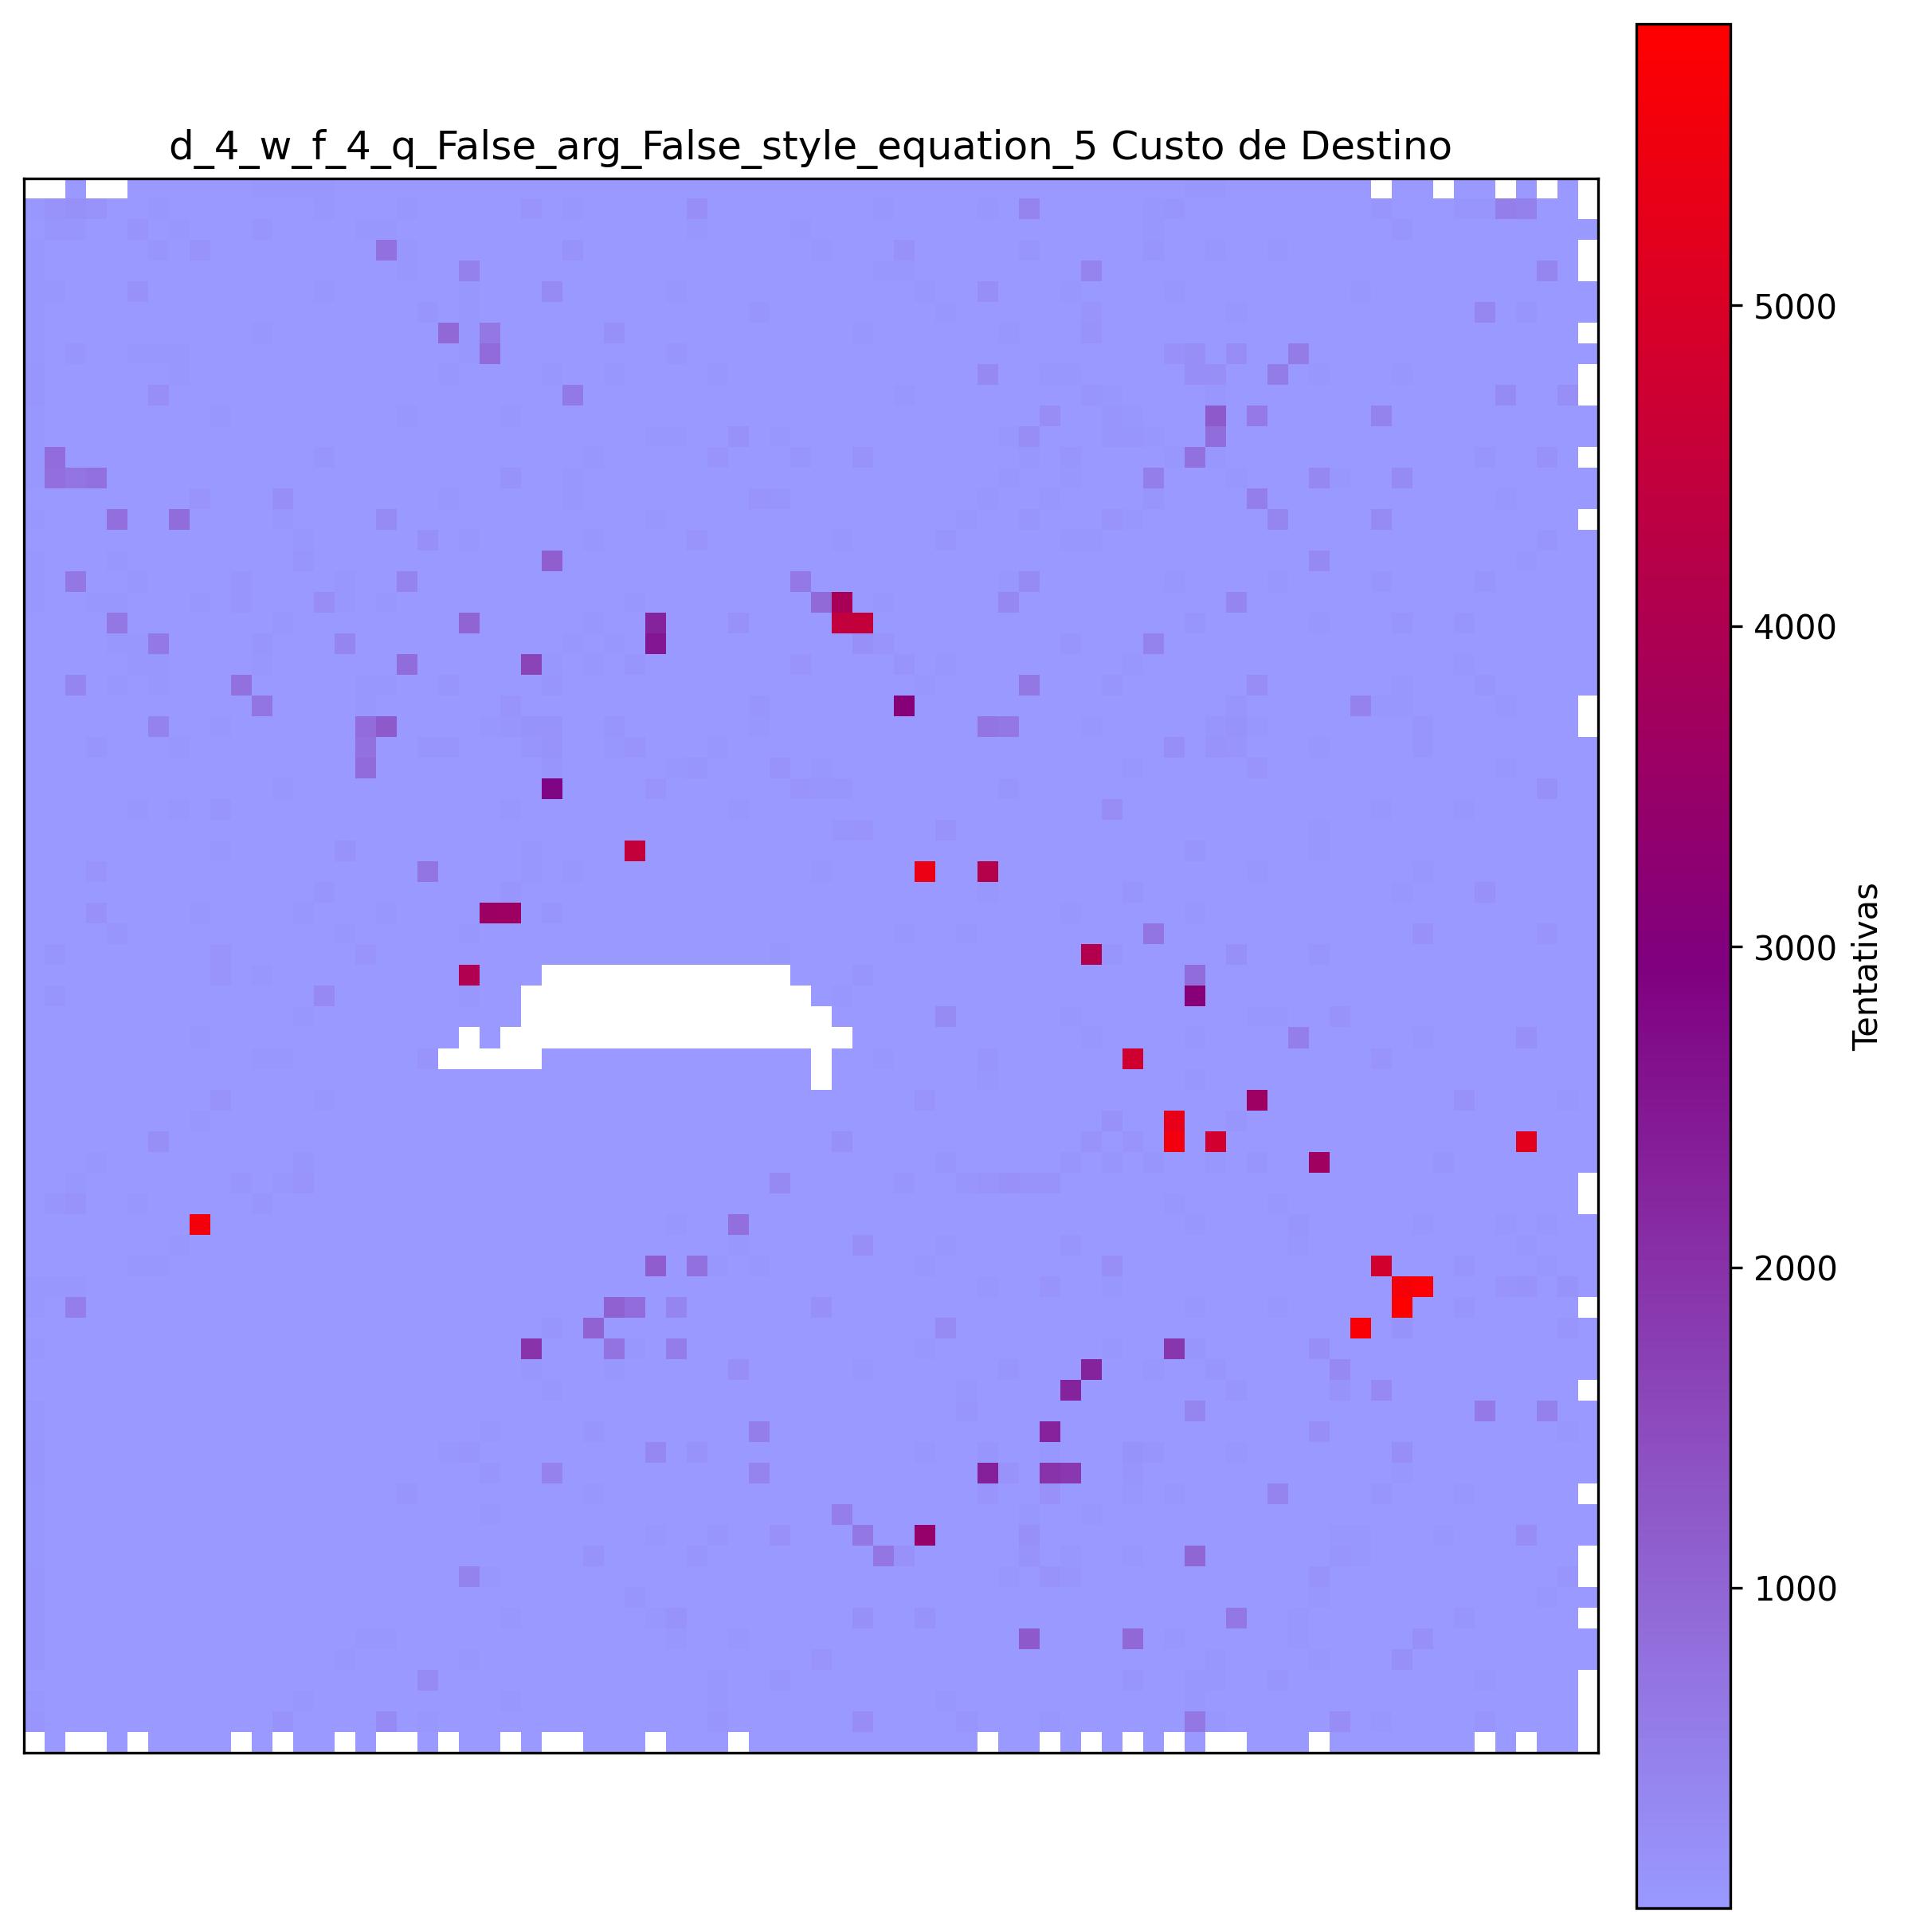 d_4_w_f_4_q_False_arg_False_style_equation_5 Custo de Destino
5000
4000
3000
2000
1000
Tentativas